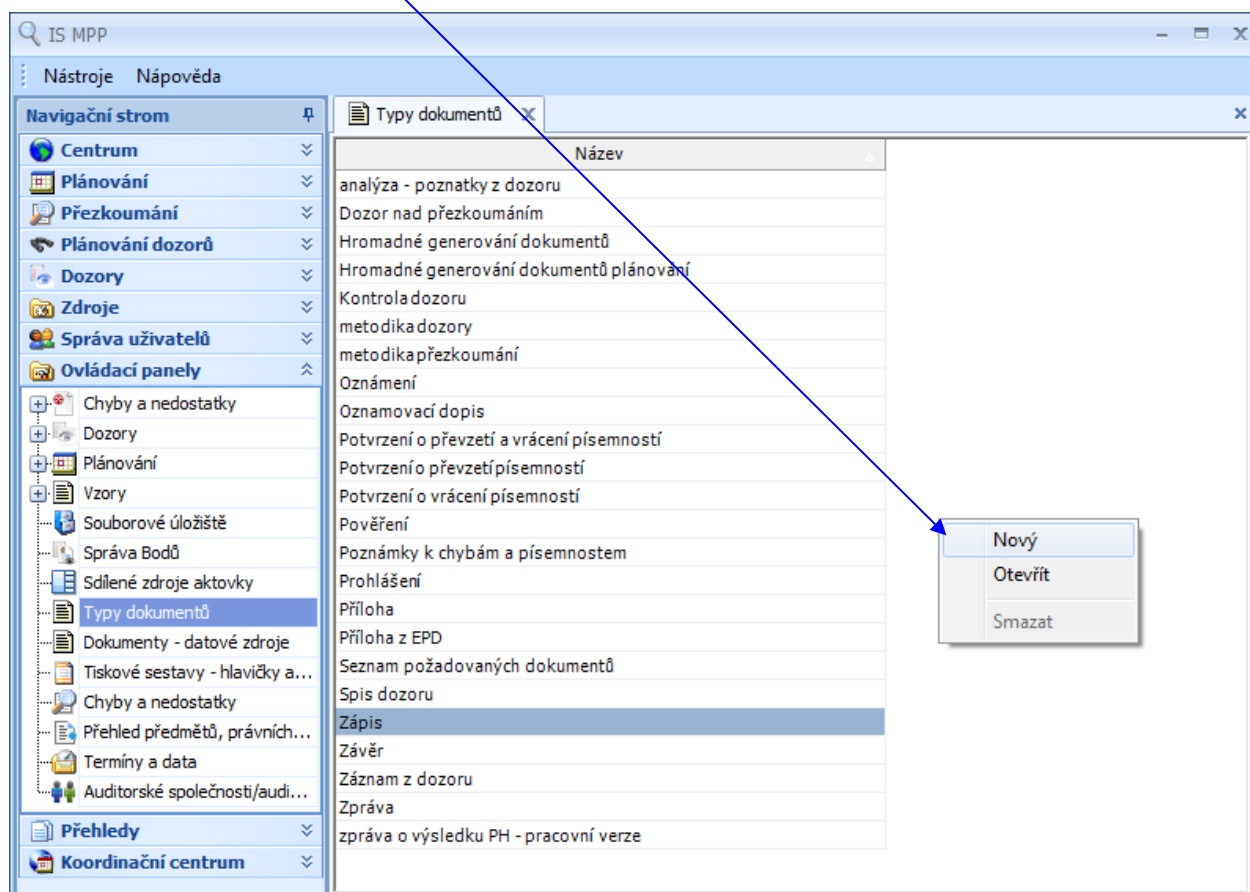 IS MPP
Nástroje Nápověda
Navigační strom
Centrum
Plánování
Přezkoumání
Plánování dozorů
Dozory
Zdroje
Správa uživatelů
Ovládací panely
Chyby a nedostatky
Dozory
Plánování
Vzory
Souborové úložiště
Správa Bodů
Sdílené zdroje aktovky
Typy dokumentů
Dokumenty - datové zdroje
Tiskové sestavy - hlavičky a...
Chyby a nedostatky
Přehled předmětů, právních...
Termíny a data
Auditorské společnosti/audi...
Přehledy
Koordinační centrum
Typy dokumentů
Název
analýza - poznatky z dozoru
Dozor nad přezkoumáním
Hromadné generování dokumentů
Hromadné generování dokumentů plánování
Kontrola dozoru
metodika dozory
metodika přezkoumání
Oznámení
Oznamovací dopis
Potvrzení o převzetí a vrácení písemností
Potvrzení o převzetí písemností
Potvrzení o vrácení písemností
Pověření
Poznámky k chybám a písemnostem
Prohlášení
Příloha
Příloha z EPD
Seznam požadovaných dokumentů
Spis dozoru
Zápis
Závěr
Záznam z dozoru
Zpráva
zpráva o výsledku PH - pracovní verze
Nový
Otevřít
Smazat